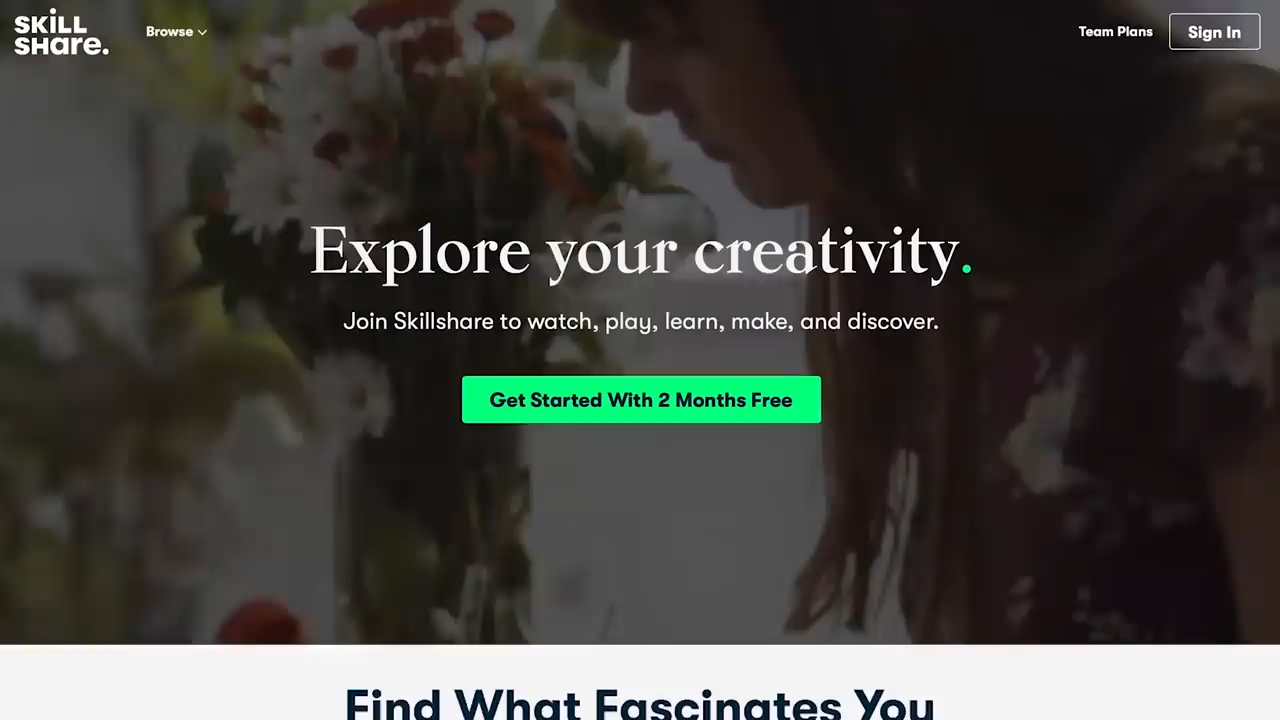 SKiLL
SHare.
Browse
Team Plans
Sign In
Explore your creativity.
Join Skillshare to watch, play, learn, make, and discover.
Get Started With 2 Months Free
Find What Fascinates You